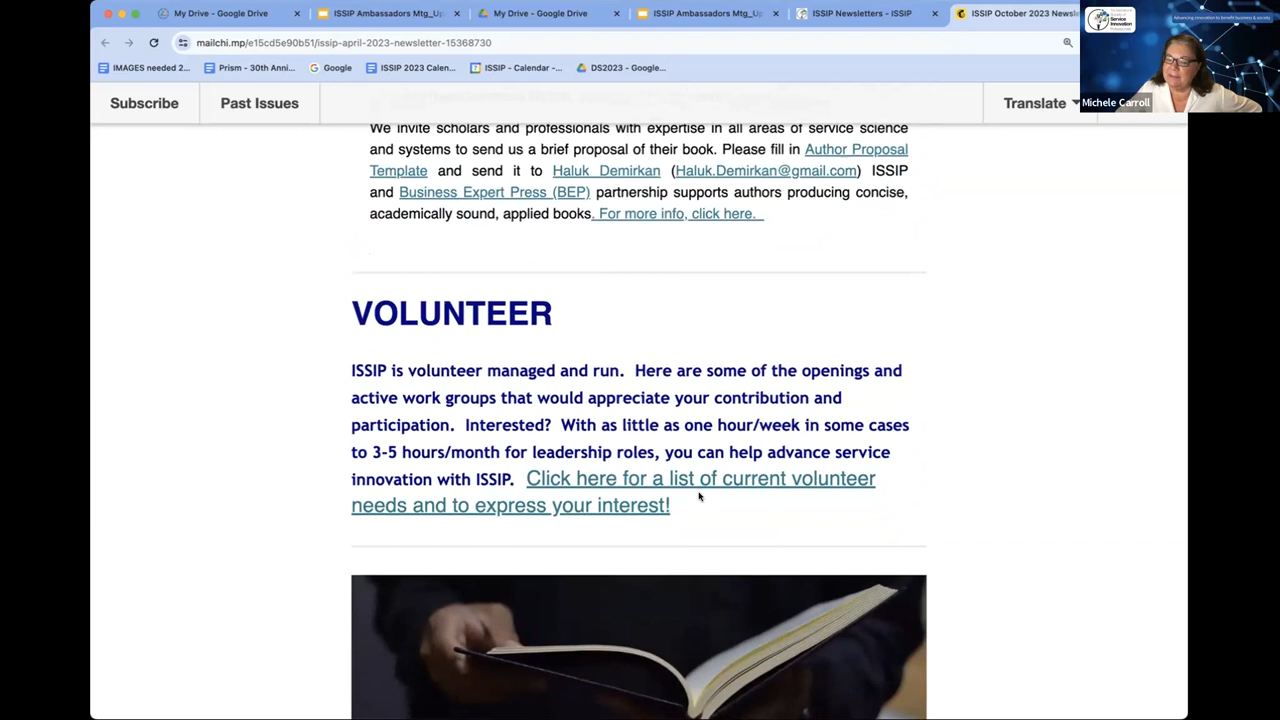 My Drive - Google Drive
ISSIP Ambassadors Mtg_Up
My Drive - Google Drive
ISSIP Ambassadors Mtg_Up
ISSIP Newsletters - ISSIP
ISSIP October 2023 Newsl
mailchi.mp/e15cd5e90b51/issip-april-2023-newsletter-15368730
IMAGES needed 2...
Prism - 30th Anni...
Google
ISSIP 2023 Calen...
ISSIP - Calendar -...
DS2023 - Google...
Service
Innovation
Advancing innovation to benefit business & society
Michele Carroll
Subscribe
Past Issues
Translate
We invite scholars and professionals with expertise in all areas of service science
and systems to send us a brief proposal of their book. Please fill in Author Proposal
Template and send it to Haluk Demirkan (Haluk.Demirkan@gmail.com) ISSIP
and Business Expert Press (BEP) partnership supports authors producing concise,
academically sound, applied books. For more info, click here.
VOLUNTEER
ISSIP is volunteer managed and run. Here are some of the openings and
active work groups that would appreciate your contribution and
participation. Interested? With as little as one hour/week in some cases
to 3-5 hours/month for leadership roles, you can help advance service
innovation with ISSIP. Click here for a list of current volunteer
needs and to express your interest!